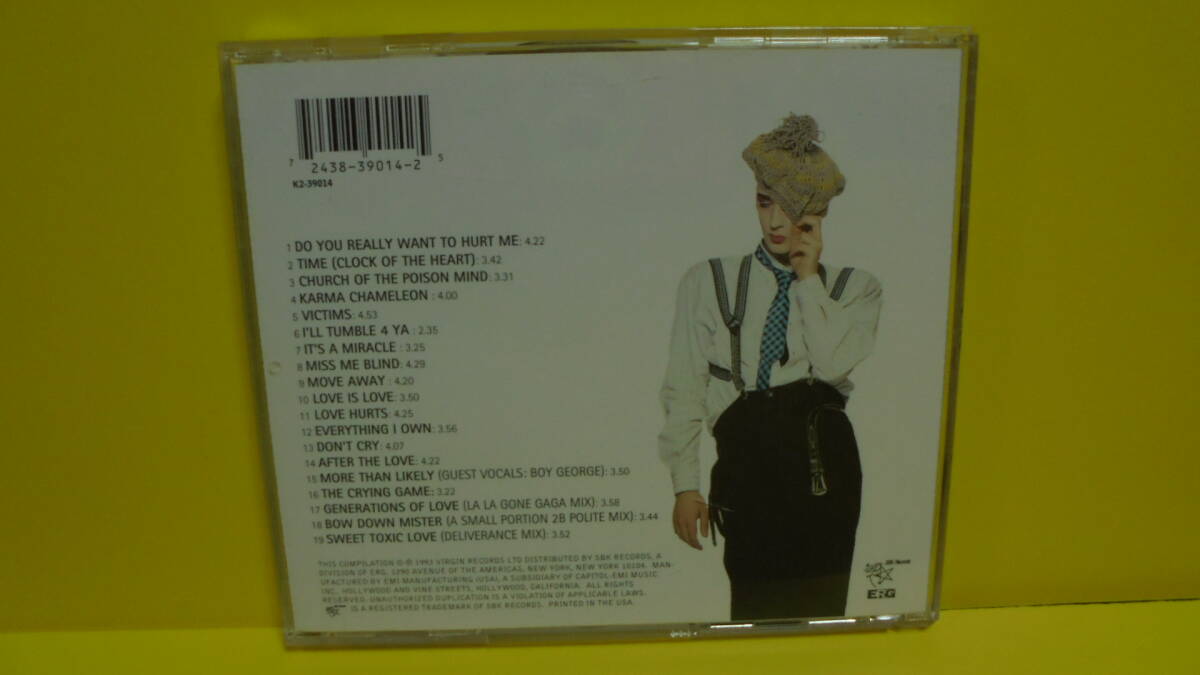 7 2438-39014-2 5
K2-39014
1 DO YOU REALLY WANT TO HURT ME: 4.22
2 TIME (CLOCK OF THE HEART): 3.42
3 CHURCH OF THE POISON MIND: 3.31
4 KARMA CHAMELEON : 4.00
5 VICTIMS: 4.53
6 I'LL TUMBLE 4 YA : 2.35
7 IT'S A MIRACLE : 3.25
8 MISS ME BLIND: 4.29
9 MOVE AWAY : 4.20
10 LOVE IS LOVE: 3.50
11 LOVE HURTS: 4.25
12 EVERYTHING I OWN: 3.56
13 DON'T CRY: 4.07
14 AFTER THE LOVE: 4.22
15 MORE THAN LIKELY (GUEST VOCALS: BOY GEORGE): 3.50
16 THE CRYING GAME: 3.22
17 GENERATIONS OF LOVE (LA LA GONE GAGA MIX): 3.58
18 BOW DOWN MISTER (A SMALL PORTION 2B POLITE MIX): 3.44
19 SWEET TOXIC LOVE (DELIVERANCE MIX): 3.52
THIS COMPILATION ©℗ 1993 VIRGIN RECORDS LTD DISTRIBUTED BY SBK RECORDS, A
DIVISION OF ERG. 1290 AVENUE OF THE AMERICAS, NEW YORK, NEW YORK 10104. MAN-
UFACTURED BY EMI MANUFACTURING (USA), A SUBSIDIARY OF CAPITOL-EMI MUSIC
INC. HOLLYWOOD AND VINE STREETS, HOLLYWOOD, CALIFORNIA. ALL RIGHTS
RESERVED. UNAUTHORIZED DUPLICATION IS A VIOLATION OF APPLICABLE LAWS.
IS A REGISTERED TRADEMARK OF SBK RECORDS. PRINTED IN THE USA.
ERG